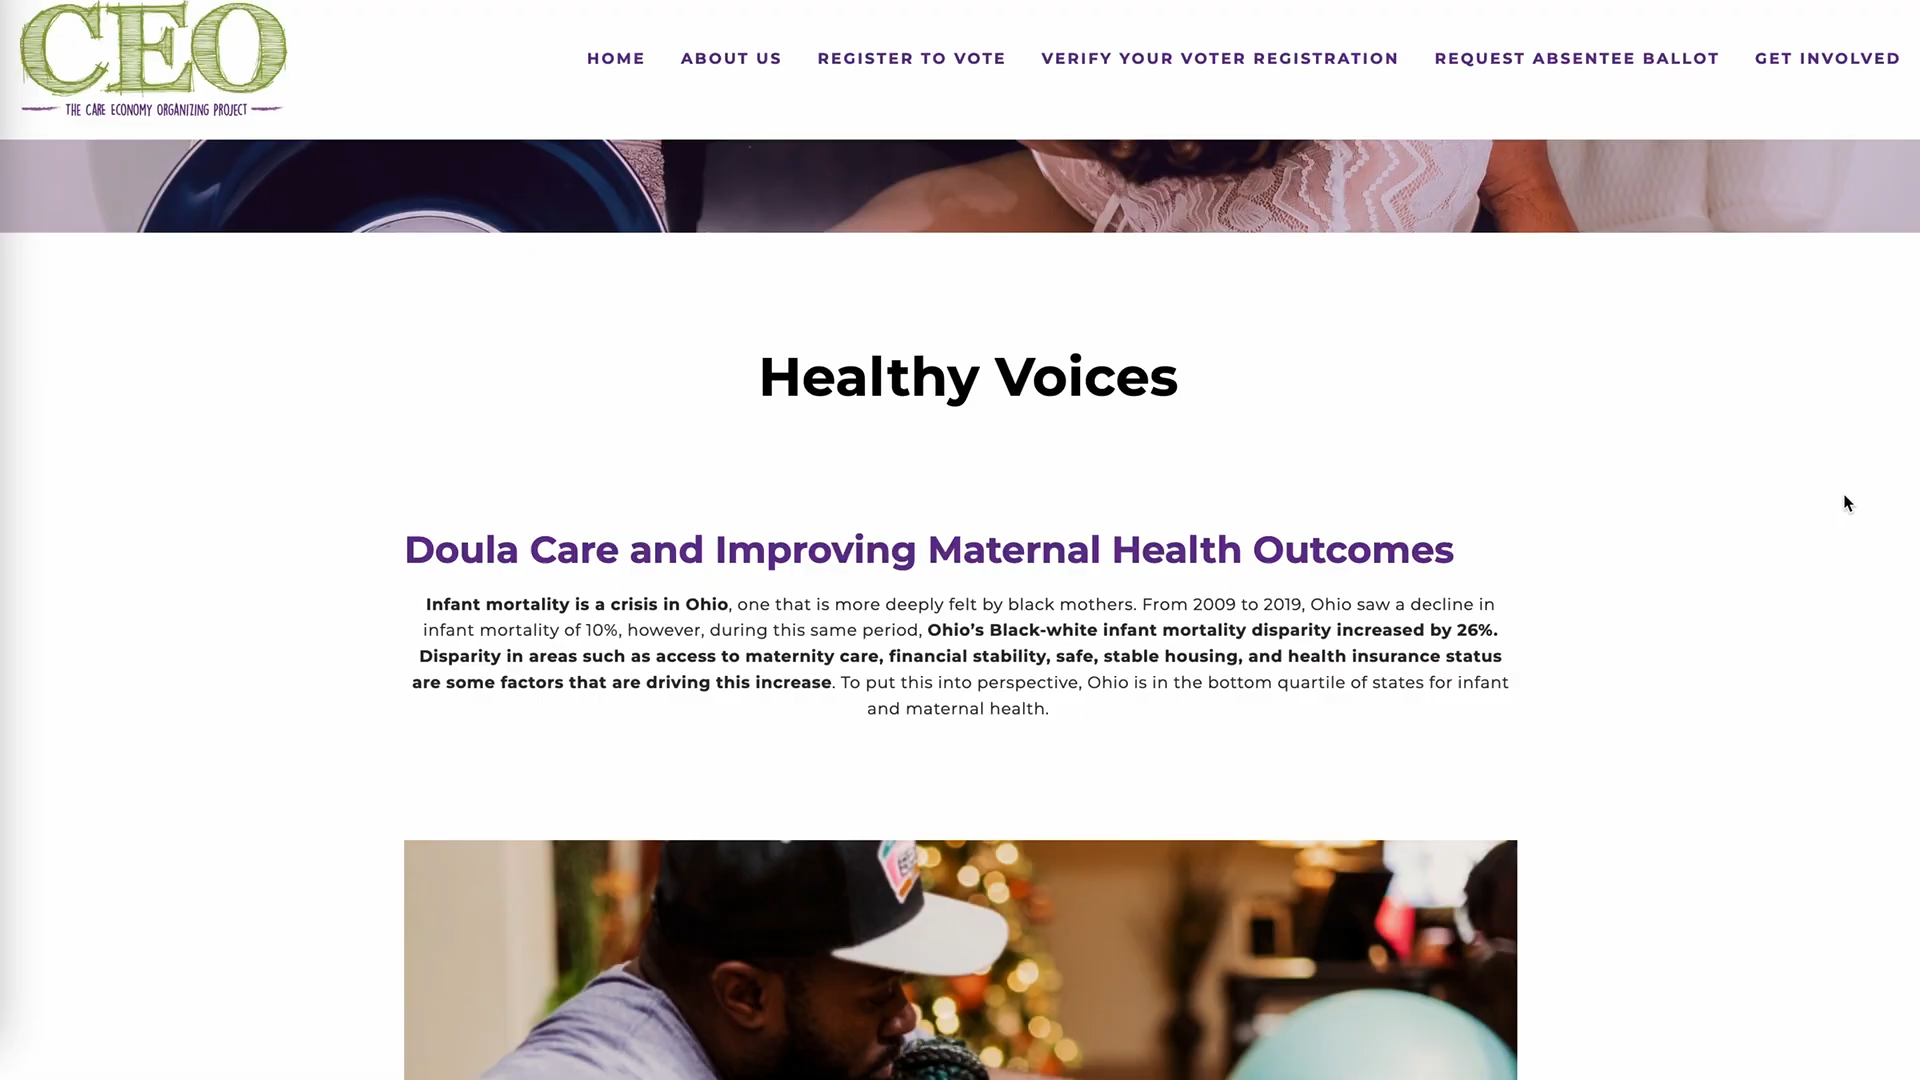 CEO
THE CARE ECONOMY ORGANIZING PROJECT
HOME ABOUT US REGISTER TO VOTE VERIFY YOUR VOTER REGISTRATION REQUEST ABSENTEE BALLOT GET INVOLVED
Healthy Voices
Doula Care and Improving Maternal Health Outcomes
Infant mortality is a crisis in Ohio, one that is more deeply felt by black mothers. From 2009 to 2019, Ohio saw a decline in
infant mortality of 10%, however, during this same period, Ohio’s Black-white infant mortality disparity increased by 26%.
Disparity in areas such as access to maternity care, financial stability, safe, stable housing, and health insurance status
are some factors that are driving this increase. To put this into perspective, Ohio is in the bottom quartile of states for infant
and maternal health.